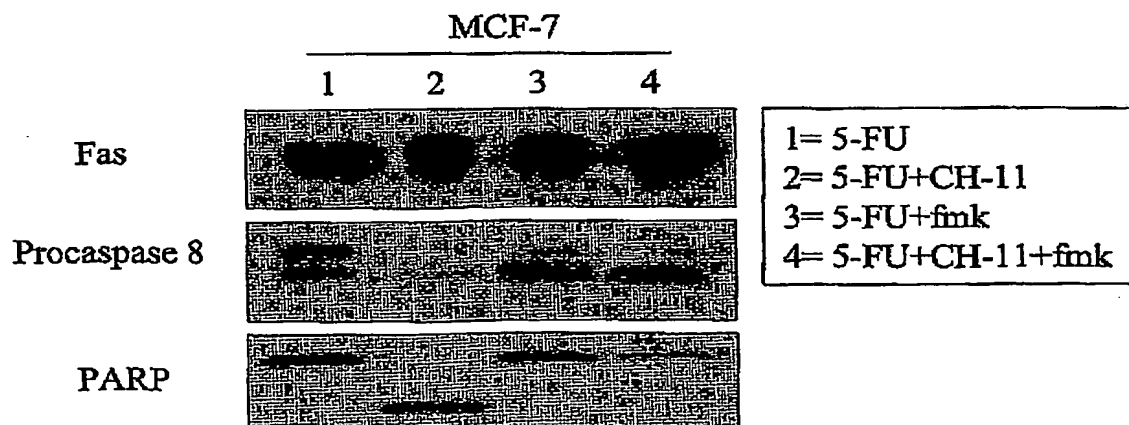 MCF-7
1 2 3 4
Fas
Procaspase 8
PARP
1= 5-FU
2= 5-FU+CH-11
3= 5-FU+fmk
4= 5-FU+CH-11+fmk